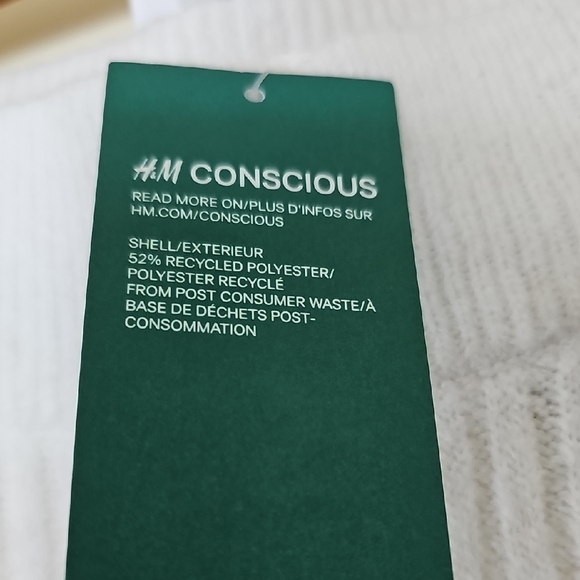 H&M CONSCIOUS
READ MORE ON/PLUS D'INFOS SUR
HM.COM/CONSCIOUS
SHELL/EXTERIEUR
52% RECYCLED POLYESTER/
POLYESTER RECYCLÉ
FROM POST CONSUMER WASTE/À
BASE DE DÉCHETS POST-
CONSOMMATION